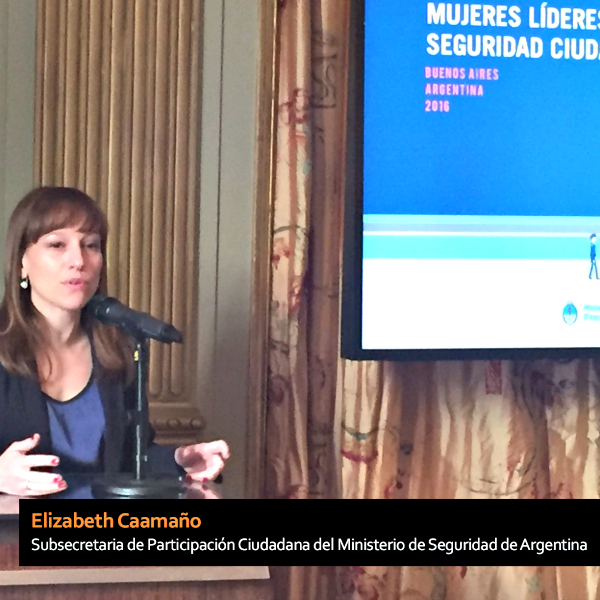 MUJERES LÍDERES
SEGURIDAD CIUD
BUENOS AIRES
ARGENTINA
2016
Elizabeth Caamaño
Subsecretaria de Participación Ciudadana del Ministerio de Seguridad de Argentina